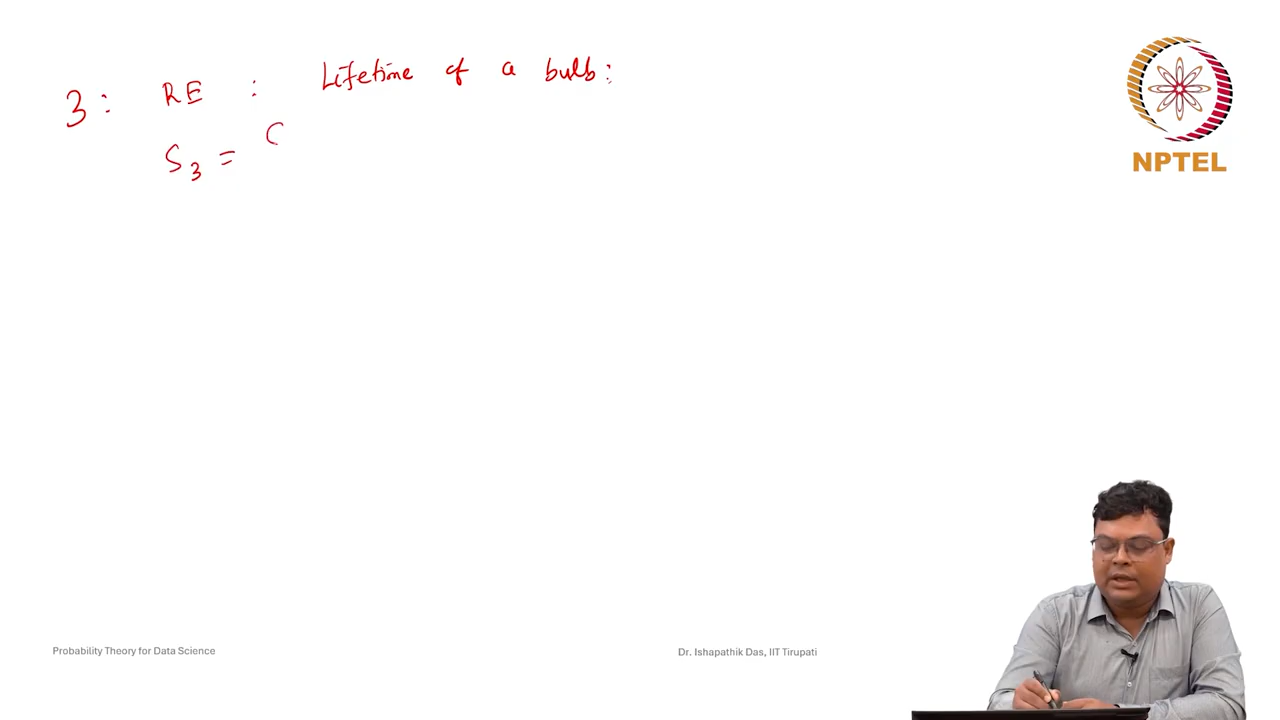 3: RE : Lifetime of a bulb:
S3 = (
NPTEL
Probability Theory for Data Science
Dr. Ishapathik Das, IIT Tirupati